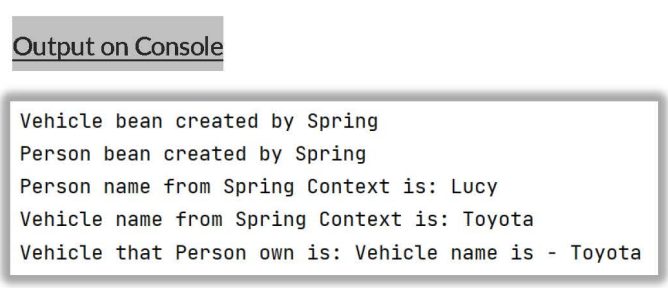 Output on Console
Vehicle bean created by Spring
Person bean created by Spring
Person name from Spring Context is: Lucy
Vehicle name from Spring Context is: Toyota
Vehicle that Person own is: Vehicle name is - Toyota